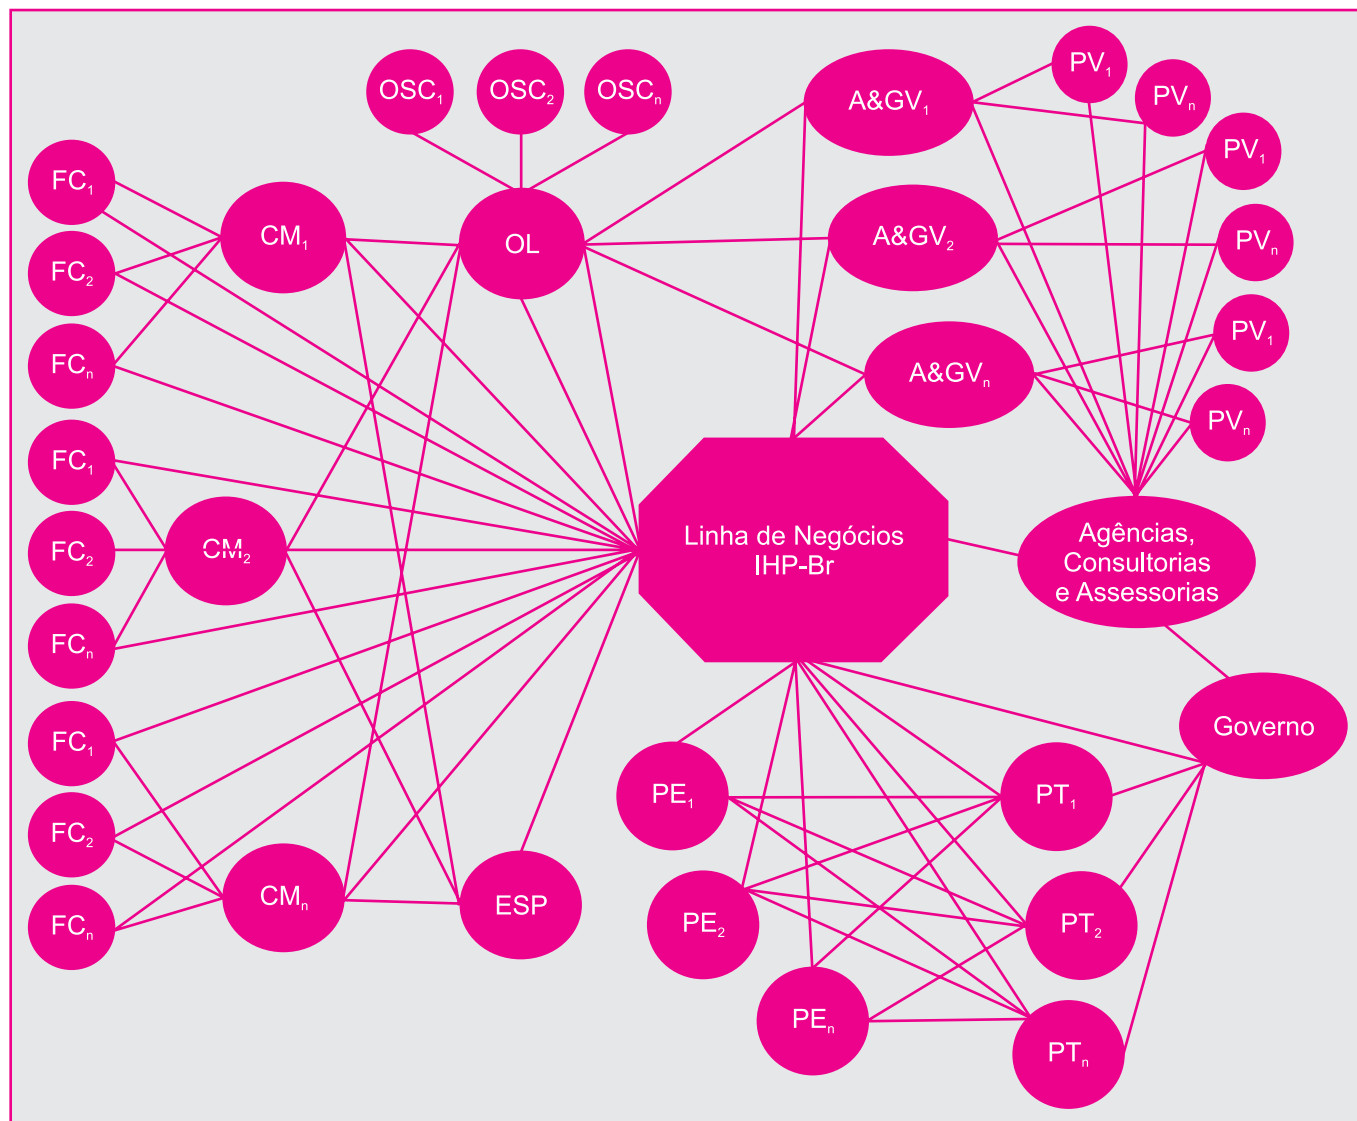 OSC₁
OSC₂
OSCₙ
A&GV₁
PV₁
PVₙ
FC₁
CM₁
OL
A&GV₂
PV₁
FC₂
PVₙ
FCₙ
A&GVₙ
PV₁
PVₙ
FC₁
FC₂
CM₂
FCₙ
Linha de Negócios
IHP-Br
Agências,
Consultorias
e Assessorias
Governo
FC₁
FC₂
FCₙ
CMₙ
ESP
PE₁
PT₁
PE₂
PT₂
PEₙ
PTₙ